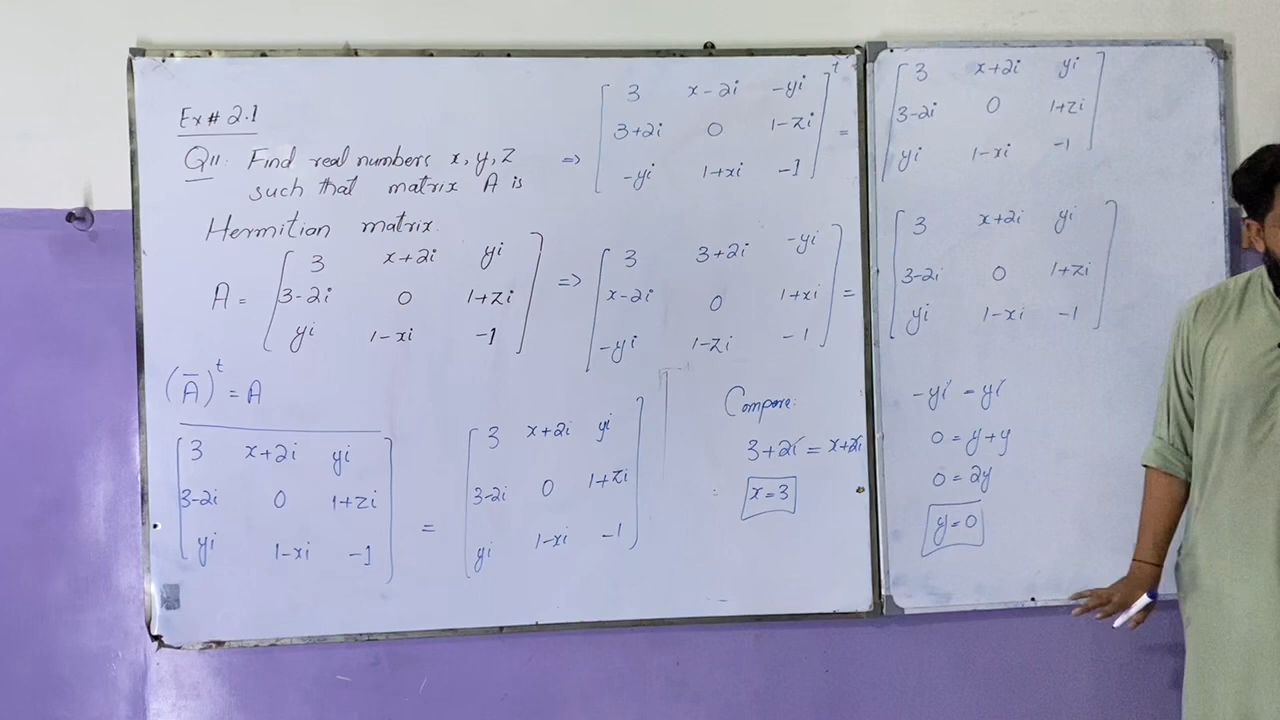 Ex# 2.1
Q11. Find real numbers x, y, z
such that matrix A is
Hermition matrix.
A = [ 3 x+2i yi
3-2i 0 1+zi
yi 1-xi -1 ]
(A̅)ᵗ = A
[ 3 x+2i yi
3-2i 0 1+zi
yi 1-xi -1 ]
=
[ 3 x+2i yi
3-2i 0 1+zi
yi 1-xi -1 ]
⇒ [ 3 x-2i -yi
3+2i 0 1-zi
-yi 1+xi -1 ]ᵗ =
[ 3 x+2i yi
3-2i 0 1+zi
yi 1-xi -1 ]
⇒ [ 3 3+2i -yi
x-2i 0 1+xi
-yi 1-zi -1 ] =
[ 3 x+2i yi
3-2i 0 1+zi
yi 1-xi -1 ]
Compare:
3+2i = x+2i
x=3
-yi = yi
0 = y+y
0 = 2y
y=0